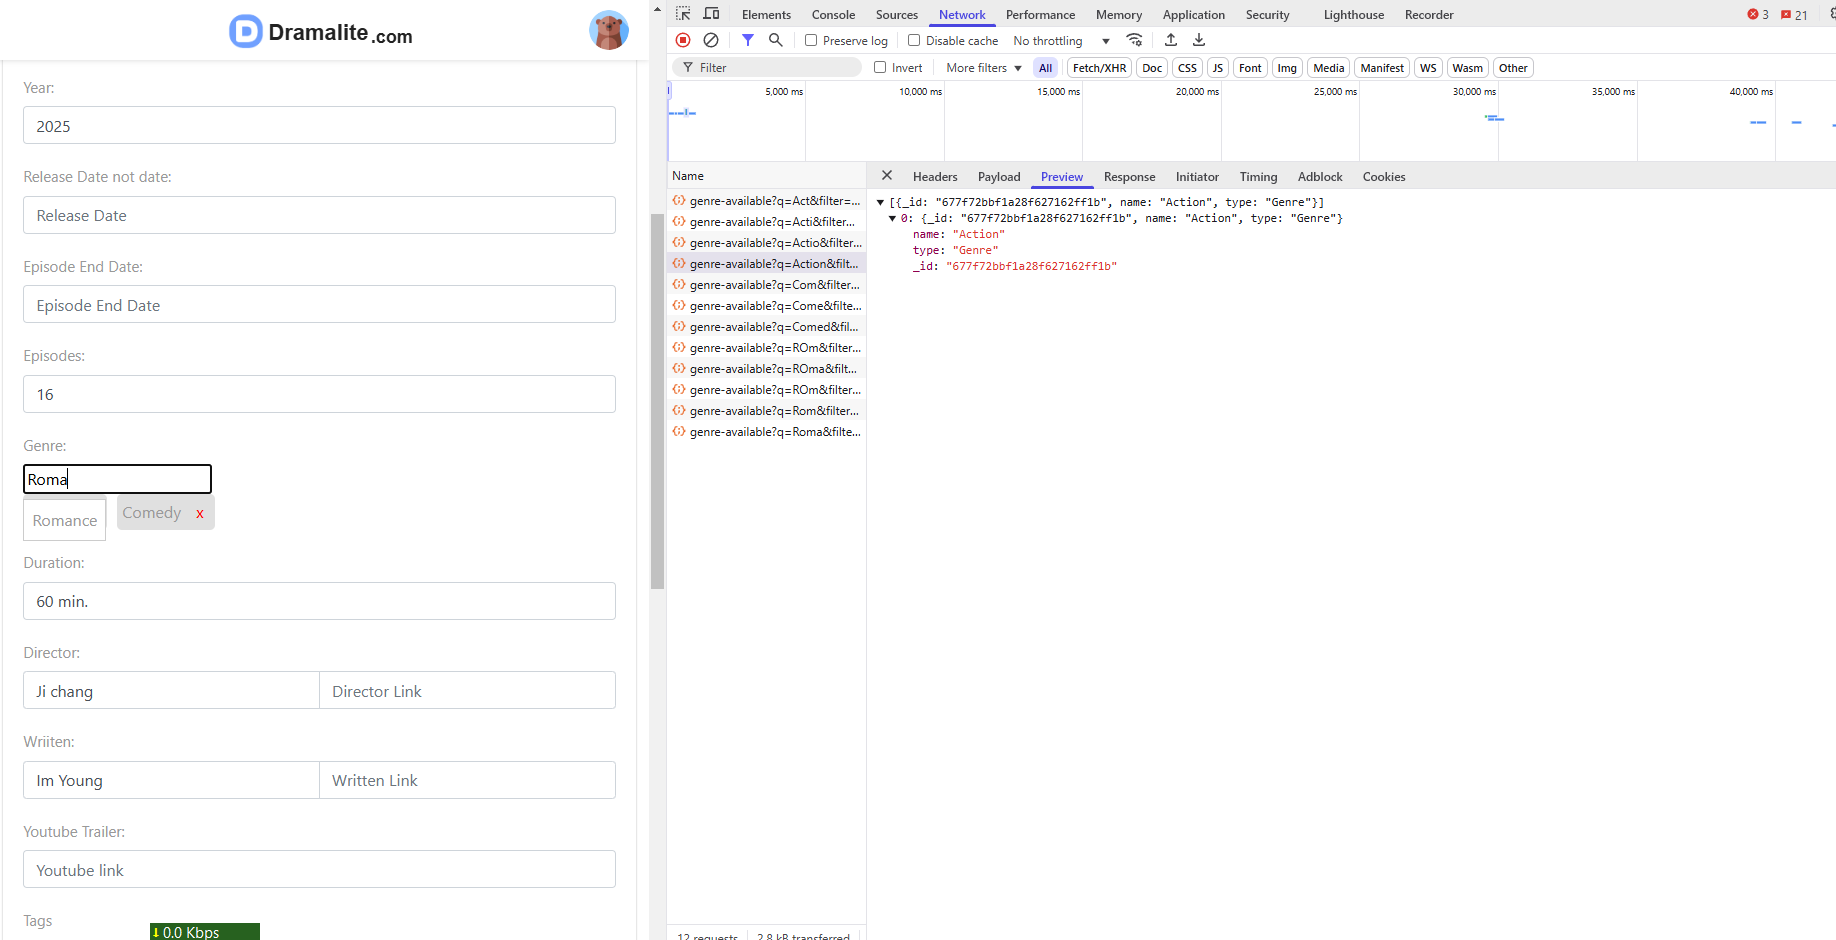 Dramalite.com
Year:
2025
Release Date not date:
Release Date
Episode End Date:
Episode End Date
Episodes:
16
Genre:
Roma
Romance
Comedy x
Duration:
60 min.
Director:
Ji chang Director Link
Wriiten:
Im Young Written Link
Youtube Trailer:
Youtube link
Tags
0.0 Kbps
Elements Console Sources Network Performance Memory Application Security Lighthouse Recorder 3 21
Preserve log Disable cache No throttling
Filter Invert More filters All Fetch/XHR Doc CSS JS Font Img Media Manifest WS Wasm Other
5,000 ms 10,000 ms 15,000 ms 20,000 ms 25,000 ms 30,000 ms 35,000 ms 40,000 ms
Name
genre-available?q=Act&filter=...
genre-available?q=Acti&filter...
genre-available?q=Actio&filter...
genre-available?q=Action&filt...
genre-available?q=Com&filter...
genre-available?q=Come&filte...
genre-available?q=Comed&fil...
genre-available?q=ROm&filter...
genre-available?q=ROma&filt...
genre-available?q=ROm&filter...
genre-available?q=Rom&filter...
genre-available?q=Roma&filte...
12 requests 2.8 kB transferred
Headers Payload Preview Response Initiator Timing Adblock Cookies
[{_id: "677f72bbf1a28f627162ff1b", name: "Action", type: "Genre"}]
0: {_id: "677f72bbf1a28f627162ff1b", name: "Action", type: "Genre"}
name: "Action"
type: "Genre"
_id: "677f72bbf1a28f627162ff1b"